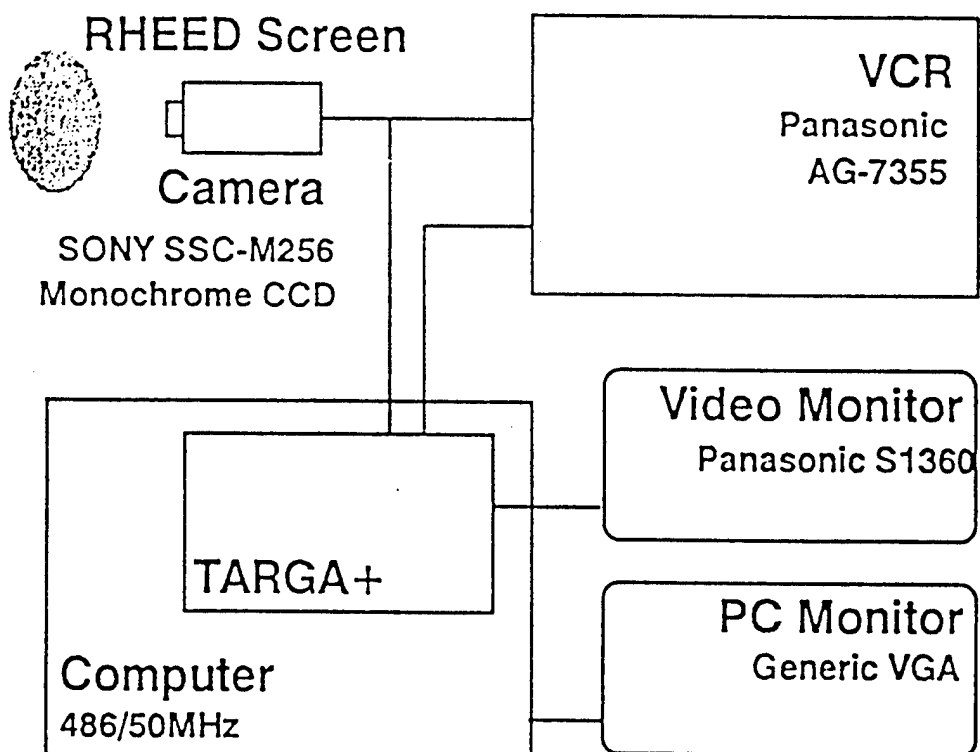 RHEED Screen
Camera
SONY SSC-M256
Monochrome CCD
VCR
Panasonic
AG-7355
Video Monitor
Panasonic S1360
TARGA+
Computer
486/50MHz
PC Monitor
Generic VGA